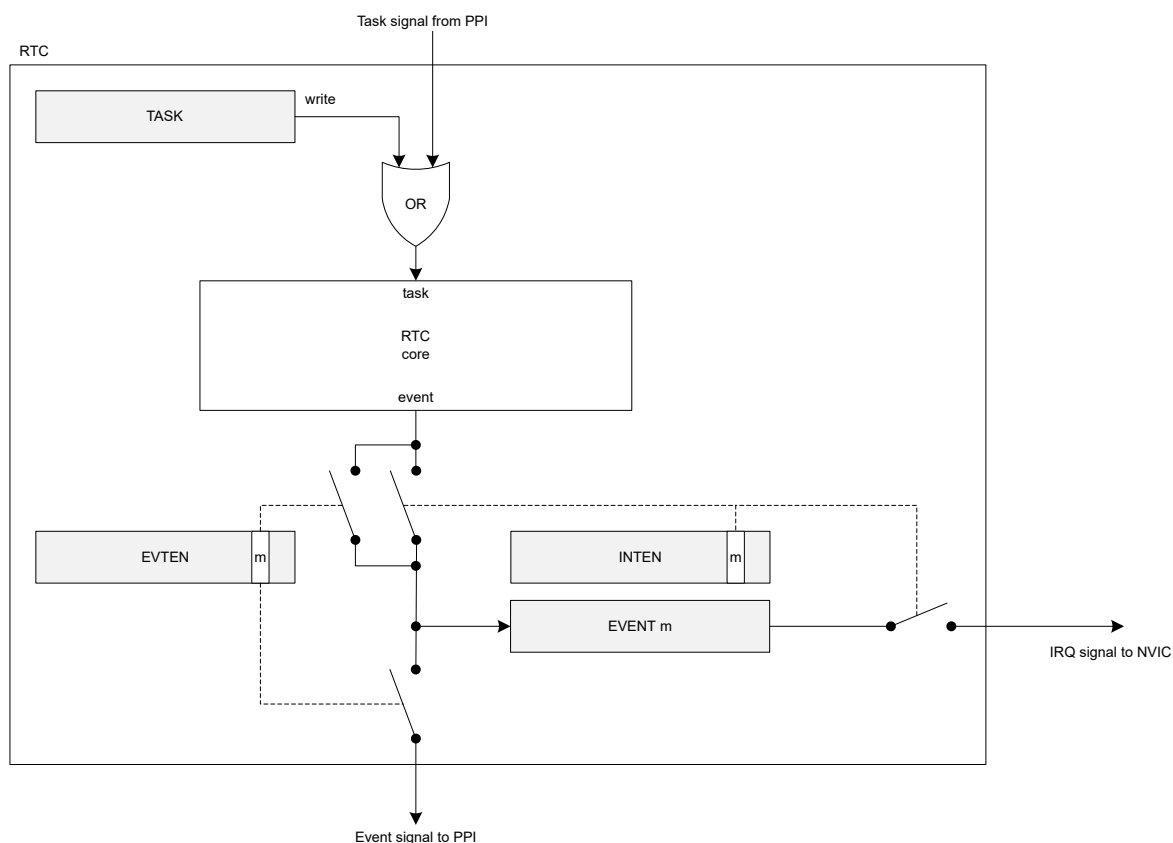 Task signal from PPI
RTC
write
TASK
OR
task
RTC
core
event
EVTEN
m
INTEN
m
EVENT m
IRQ signal to NVIC
Event signal to PPI